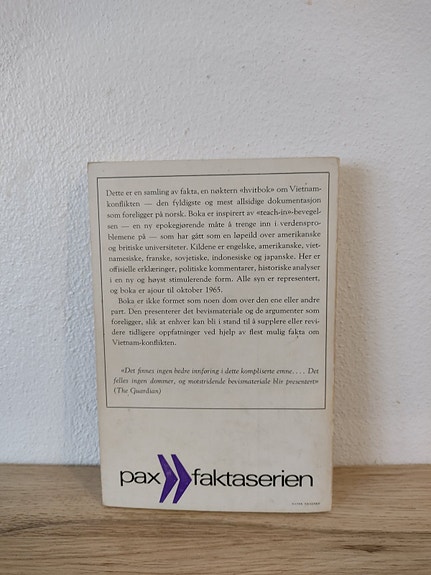 Dette er en samling av fakta, en nøktern «hvitbok» om Vietnam-
konflikten — den fyldigste og mest allsidige dokumentasjon
som foreligger på norsk. Boka er inspirert av «teach-in»-bevegel-
sen — en ny epokegjørende måte å trenge inn i verdenspro-
blemene på — som har gått som en løpeild over amerikanske
og britiske universiteter. Kildene er engelske, amerikanske, viet-
namesiske, franske, sovjetiske, indonesiske og japanske. Her er
offisielle erklæringer, politiske kommentarer, historiske analyser
i en ny og høyst stimulerende form. Alle syn er representert,
og boka er ajour til oktober 1965.
Boka er ikke formet som noen dom over den ene eller andre
part. Den presenterer det bevismateriale og de argumenter som
foreligger, slik at enhver kan bli i stand til å supplere eller revi-
dere tidligere oppfatninger ved hjelp av flest mulig fakta om
Vietnam-konflikten.
«Det finnes ingen bedre innføring i dette kompliserte emne.... Det
felles ingen dommer, og motstridende bevismateriale blir presentert»
(The Guardian)
pax faktaserien